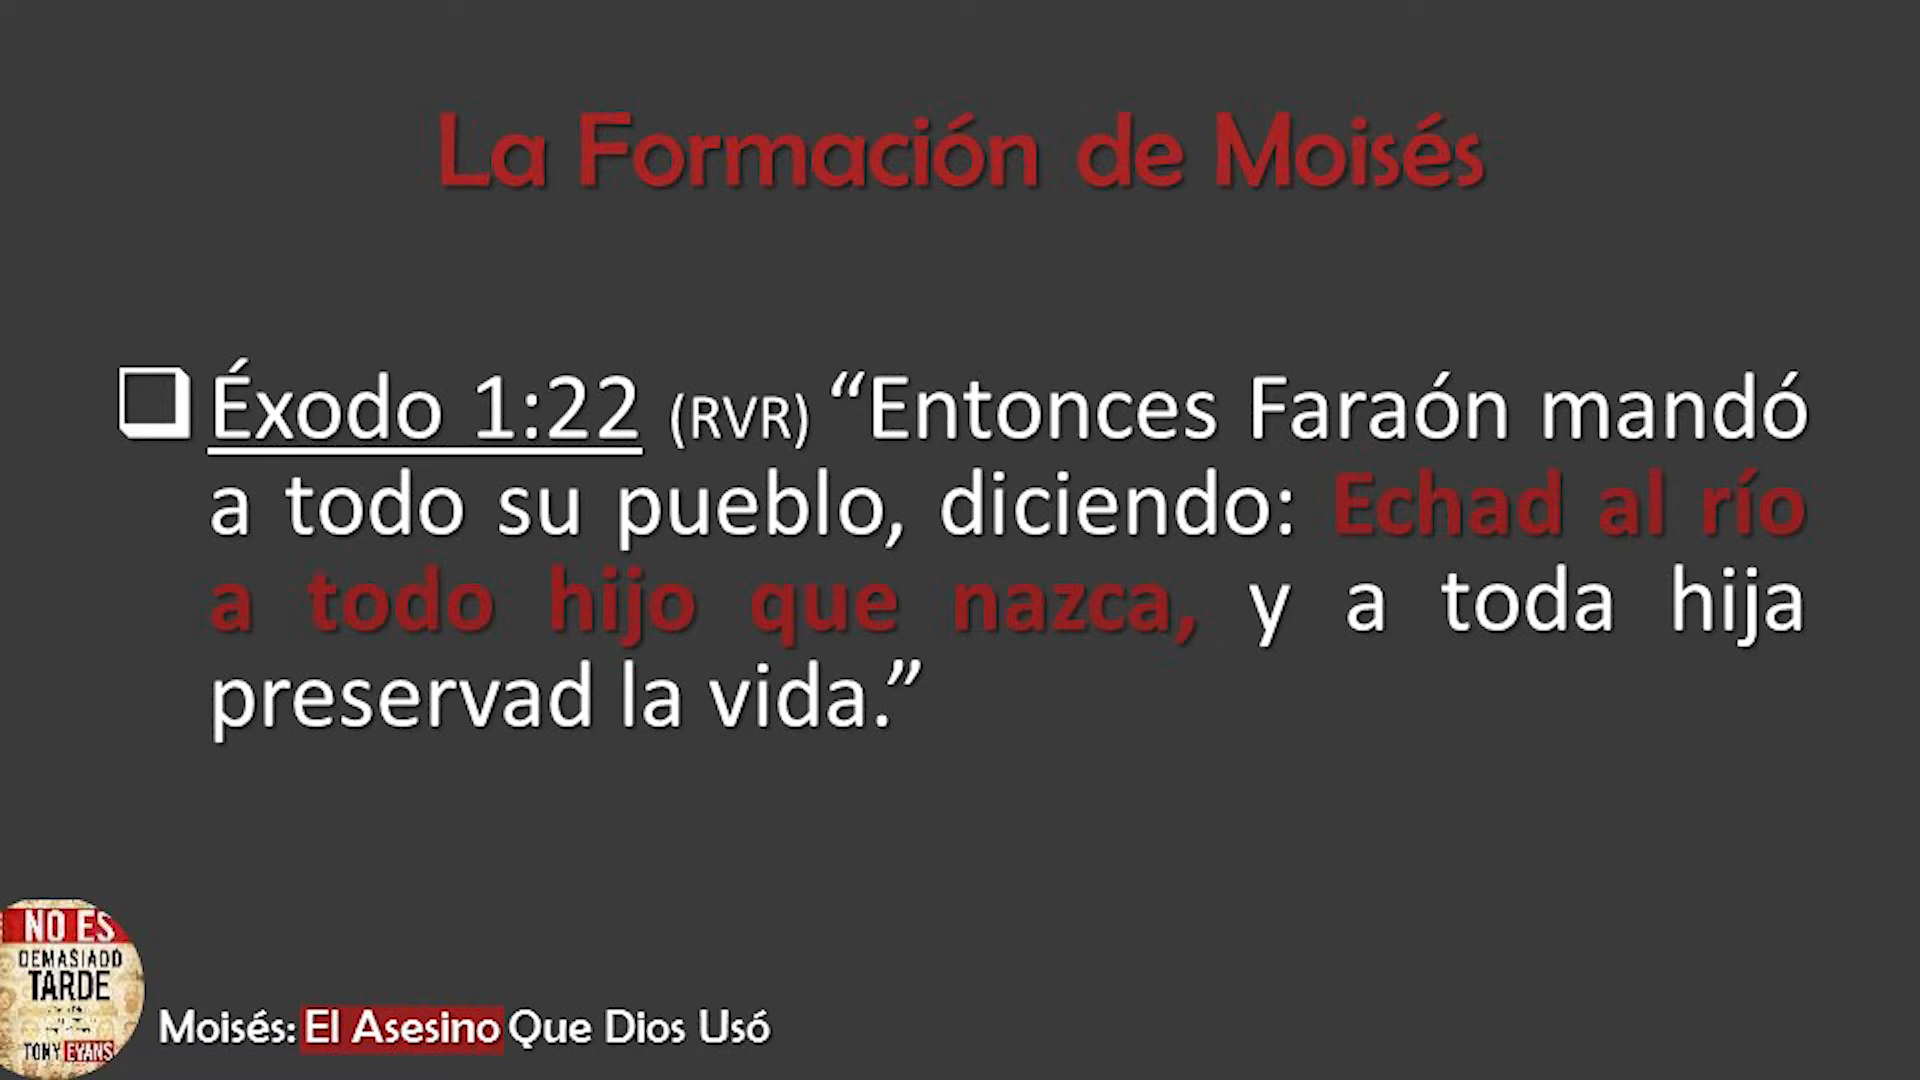 La Formación de Moisés
Éxodo 1:22 (RVR) “Entonces Faraón mandó
a todo su pueblo, diciendo: Echad al río
a todo hijo que nazca, y a toda hija
preservad la vida.”
NO ES
DEMASIADO
TARDE
TONY EVANS
Moisés: El Asesino Que Dios Usó